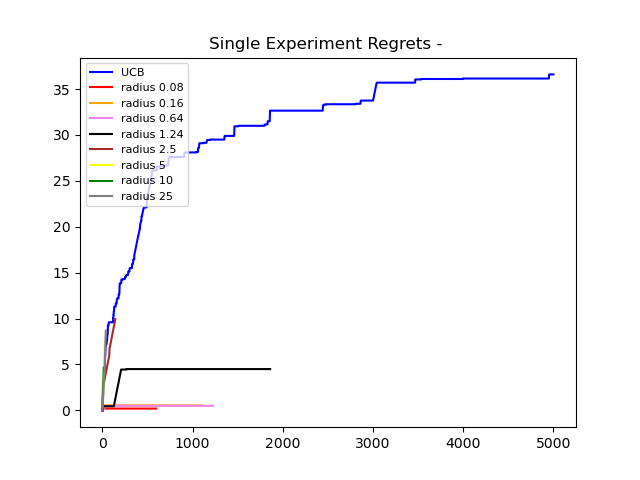 Single Experiment Regrets -
UCB
radius 0.08
radius 0.16
radius 0.64
radius 1.24
radius 2.5
radius 5
radius 10
radius 25
35
30
25
20
15
10
5
0
0 1000 2000 3000 4000 5000